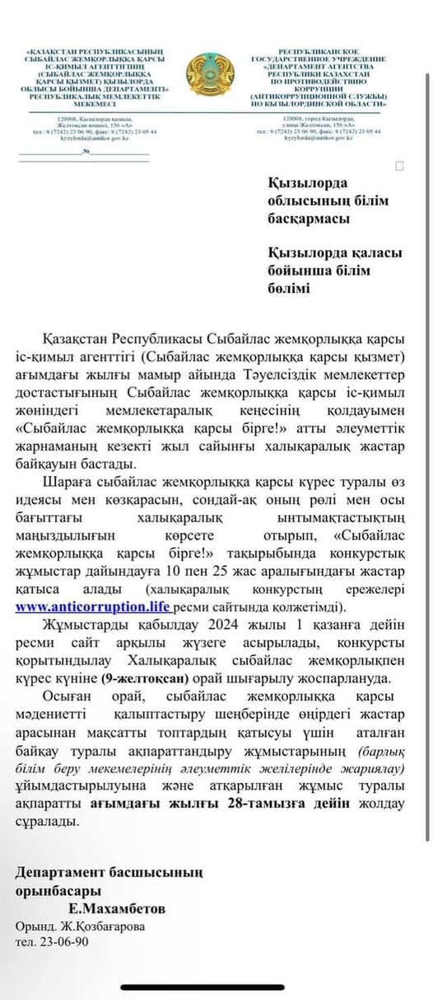 «ҚАЗАҚСТАН РЕСПУБЛИКАСЫНЫҢ
СЫБАЙЛАС ЖЕМҚОРЛЫҚҚА ҚАРСЫ
ІС-ҚИМЫЛ АГЕНТТІГІНІҢ
(СЫБАЙЛАС ЖЕМҚОРЛЫҚҚА
ҚАРСЫ ҚЫЗМЕТ) ҚЫЗЫЛОРДА
ОБЛЫСЫ БОЙЫНША ДЕПАРТАМЕНТІ»
РЕСПУБЛИКАЛЫҚ МЕМЛЕКЕТТІК
МЕКЕМЕСІ
120008, Қызылорда қаласы,
Желтоқсан көшесі, 156 «А»
тел.: 8 (7242) 23 06 90, факс: 8 (7242) 23 05 44
kyzylorda@antikor.gov.kz
№
РЕСПУБЛИКАНСКОЕ
ГОСУДАРСТВЕННОЕ УЧРЕЖДЕНИЕ
«ДЕПАРТАМЕНТ АГЕНТСТВА
РЕСПУБЛИКИ КАЗАХСТАН
ПО ПРОТИВОДЕЙСТВИЮ
КОРРУПЦИИ
(АНТИКОРРУПЦИОННОЙ СЛУЖБЫ)
ПО КЫЗЫЛОРДИНСКОЙ ОБЛАСТИ»
120008, город Кызылорда,
улица Желтоксан, 156 «А»
тел.: 8 (7242) 23 06 90, факс: 8 (7242) 23 05 44
kyzylorda@antikor.gov.kz
Қызылорда
облысының білім
басқармасы
Қызылорда қаласы
бойынша білім
бөлімі
Қазақстан Республикасы Сыбайлас жемқорлыққа қарсы
іс-қимыл агенттігі (Сыбайлас жемқорлыққа қарсы қызмет)
ағымдағы жылғы мамыр айында Тәуелсіздік мемлекеттер
достастығының Сыбайлас жемқорлыққа қарсы іс-қимыл
жөніндегі мемлекетаралық кеңесінің қолдауымен
«Сыбайлас жемқорлыққа қарсы бірге!» атты әлеуметтік
жарнаманың кезекті жыл сайынғы халықаралық жастар
байқауын бастады.
Шараға сыбайлас жемқорлыққа қарсы күрес туралы өз
идеясы мен көзқарасын, сондай-ақ оның рөлі мен осы
бағыттағы халықаралық ынтымақтастықтың
маңыздылығын көрсете отырып, «Сыбайлас
жемқорлыққа қарсы бірге!» тақырыбында конкурстық
жұмыстар дайындауға 10 пен 25 жас аралығындағы жастар
қатыса алады (халықаралық конкурстың ережелері
www.anticorruption.life ресми сайтында қолжетімді).
Жұмыстарды қабылдау 2024 жылы 1 қазанға дейін
ресми сайт арқылы жүзеге асырылады, конкурсты
қорытындылау Халықаралық сыбайлас жемқорлықпен
күрес күніне (9-желтоқсан) орай шығарылу жоспарлануда.
Осыған орай, сыбайлас жемқорлыққа қарсы
мәдениетті қалыптастыру шеңберінде өңірдегі жастар
арасынан мақсатты топтардың қатысуы үшін аталған
байқау туралы ақпараттандыру жұмыстарының (барлық
білім беру мекемелерінің әлеуметтік желілерінде жариялау)
ұйымдастырылуына және атқарылған жұмыс туралы
ақпаратты ағымдағы жылғы 28-тамызға дейін жолдау
сұралады.
Департамент басшысының
орынбасары
Е.Махамбетов
Орынд. Ж.Қозбағарова
тел. 23-06-90